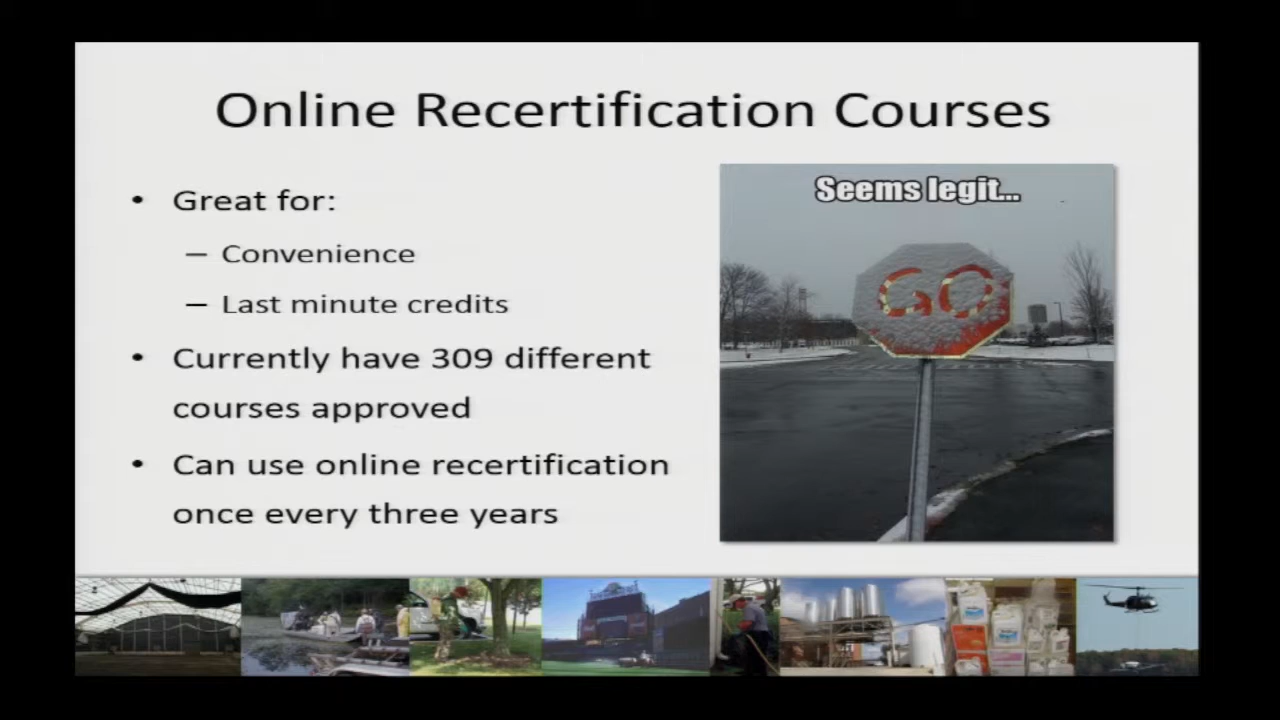 Online Recertification Courses
• Great for:
– Convenience
– Last minute credits
• Currently have 309 different
courses approved
• Can use online recertification
once every three years
Seems legit...
GO